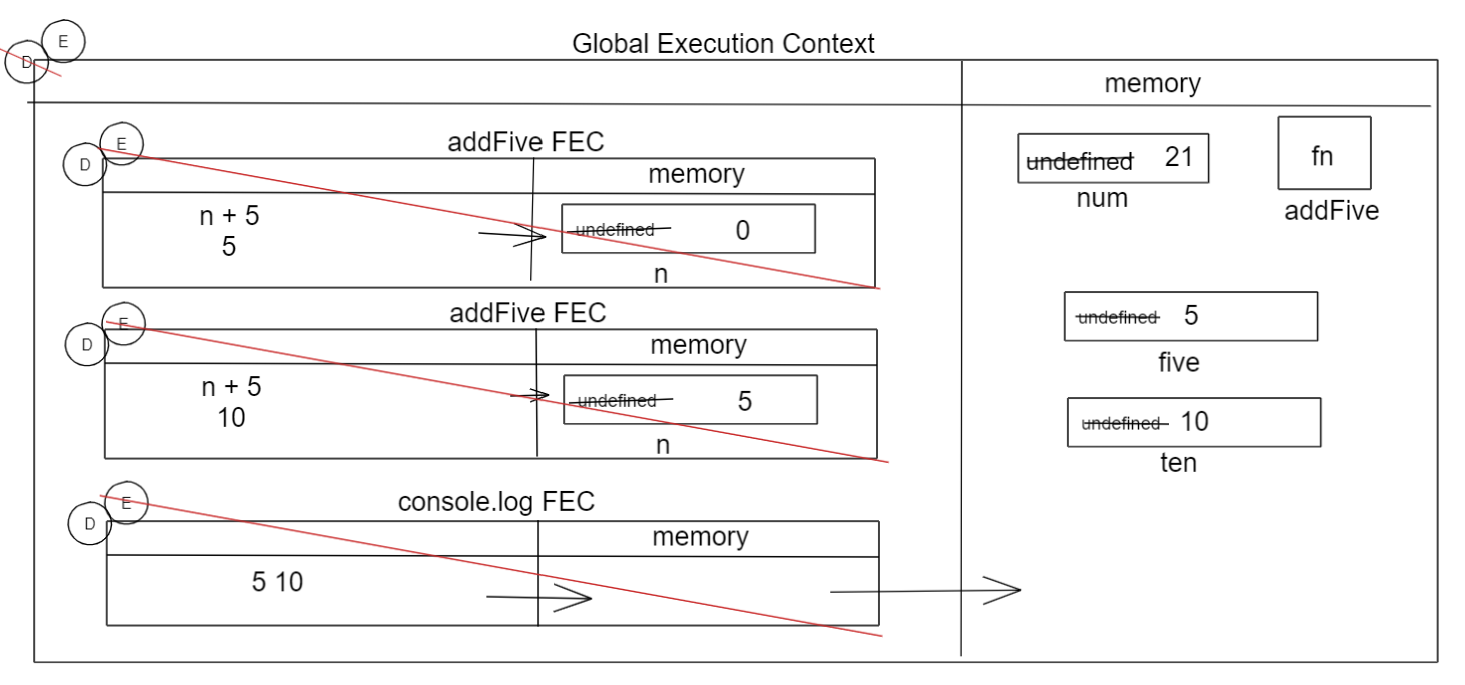 E
D
Global Execution Context
memory
E
D
addFive FEC
memory
n + 5
5
undefined 0
n
undefined 21
num
fn
addFive
E
D
addFive FEC
memory
n + 5
10
undefined 5
n
undefined 5
five
undefined 10
ten
E
D
console.log FEC
memory
5 10